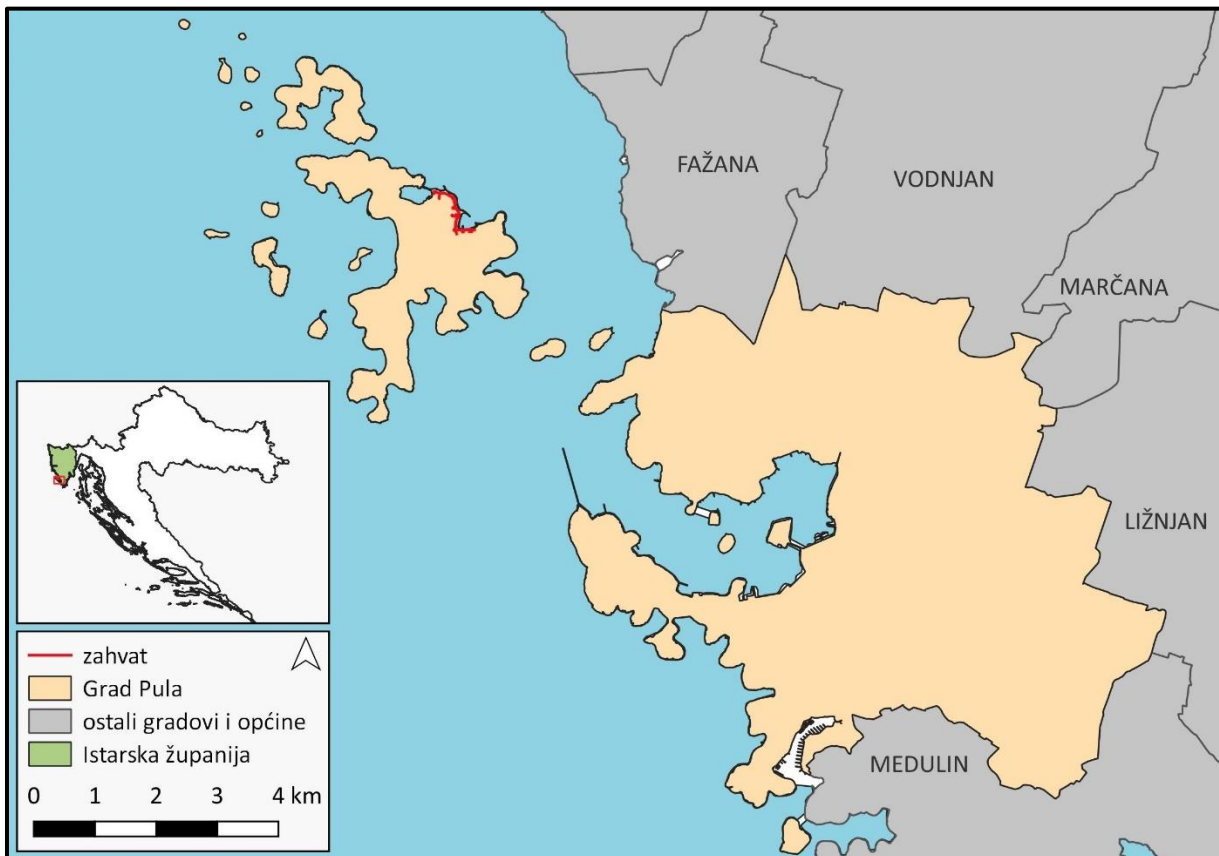 FAŽANA
VODNJAN
MARČANA
LIŽNJAN
MEDULIN
zahvat
Grad Pula
ostali gradovi i općine
Istarska županija
0 1 2 3 4 km